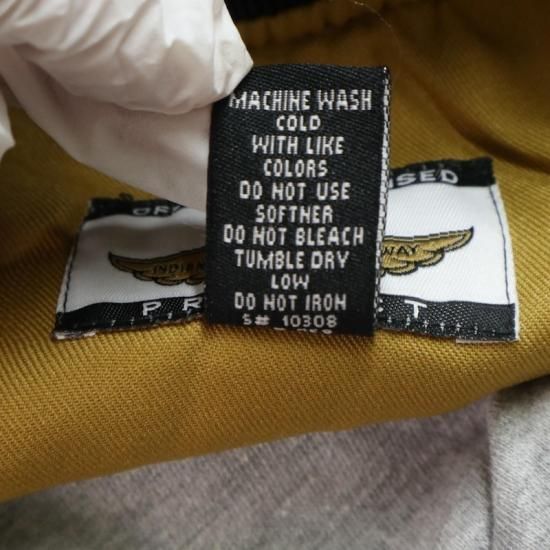 MACHINE WASH
COLD
WITH LIKE
COLORS
DO NOT USE
SOFTNER
DO NOT BLEACH
TUMBLE DRY
LOW
DO NOT IRON
S# 10308